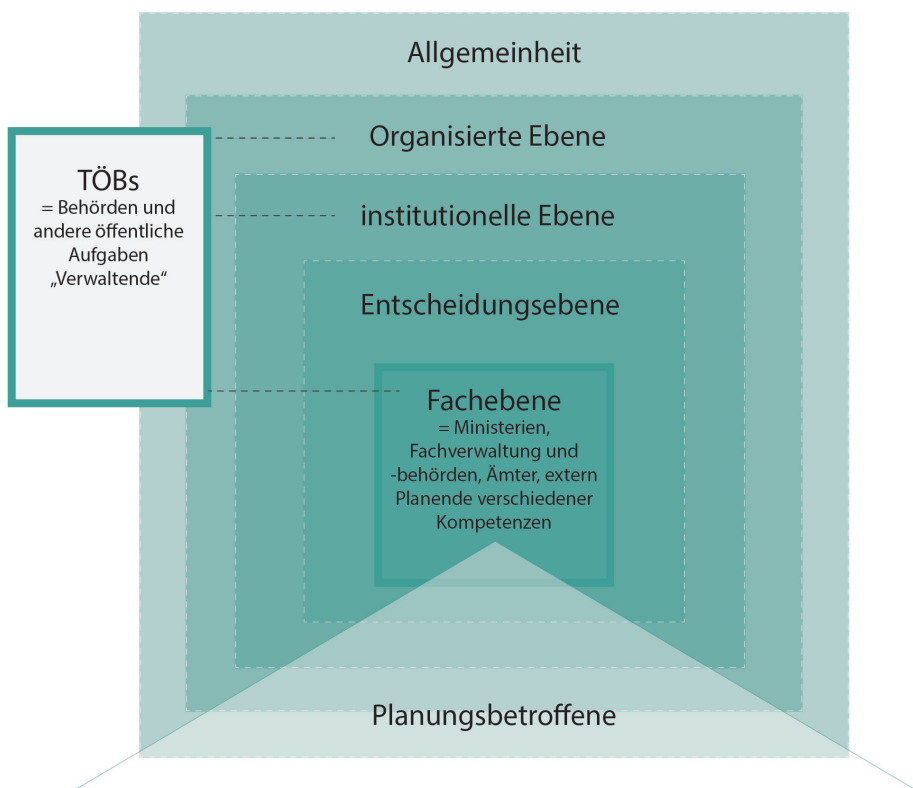 Allgemeinheit
Organisierte Ebene
TÖBs
= Behörden und
andere öffentliche
Aufgaben
„Verwaltende“
institutionelle Ebene
Entscheidungsebene
Fachebene
= Ministerien,
Fachverwaltung und
-behörden, Ämter, extern
Planende verschiedener
Kompetenzen
Planungsbetroffene